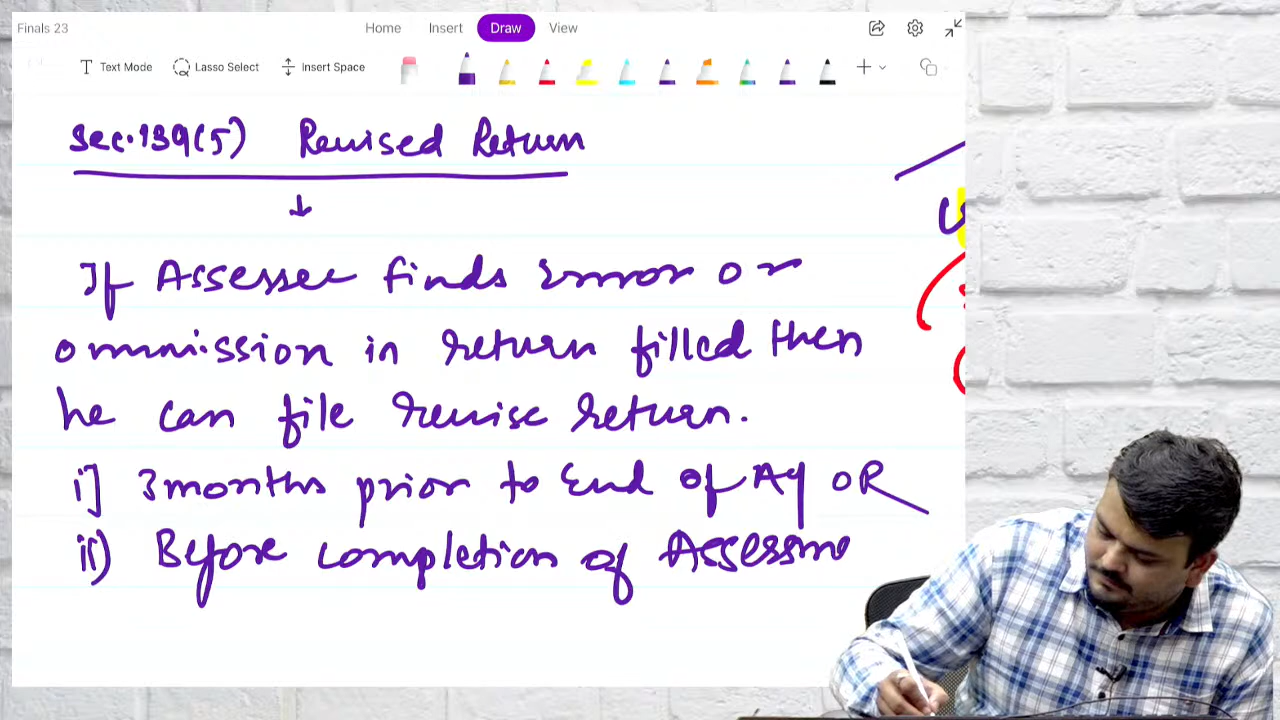 Finals 23
Home Insert Draw View
Text Mode Lasso Select Insert Space
Sec.139(5) Revised Return
If Assessee finds Error or
ommission in return filled then
he can file revise return.
i] 3months prior to End of AY OR
ii) Before completion of Assessme